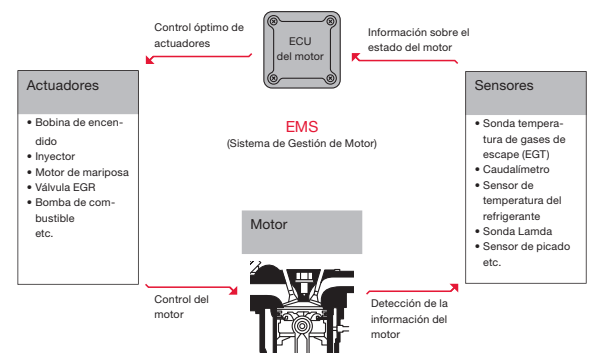 Control óptimo de
actuadores
ECU
del motor
Información sobre el
estado del motor
Actuadores
• Bobina de encen-
dido
• Inyector
• Motor de mariposa
• Válvula EGR
• Bomba de com-
bustible
etc.
EMS
(Sistema de Gestión de Motor)
Sensores
• Sonda tempera-
tura de gases de
escape (EGT)
• Caudalímetro
• Sensor de
temperatura del
refrigerante
• Sonda Lamda
• Sensor de picado
etc.
Motor
Control del
motor
Detección de la
información del
motor